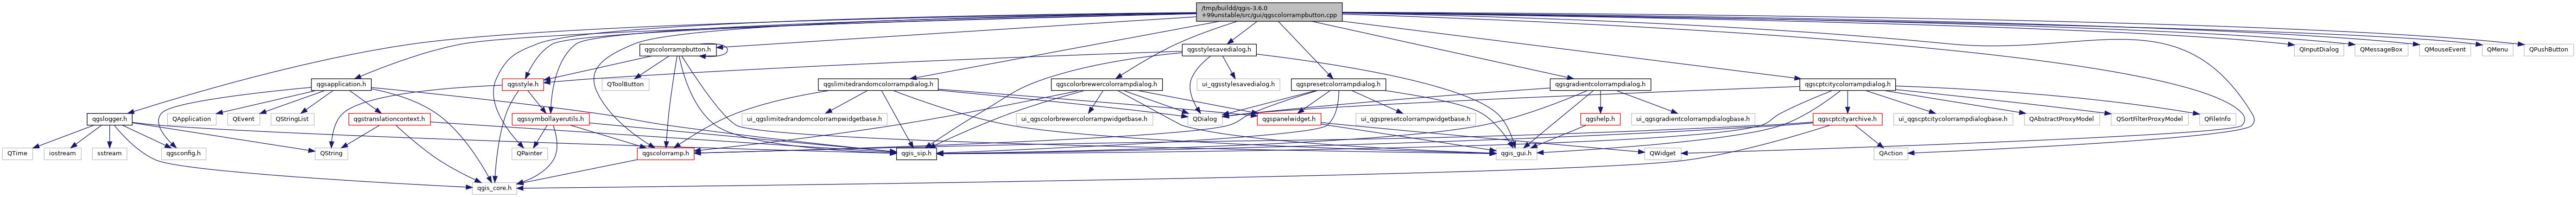 /tmp/buildd/qgis-3.6.0
+99unstable/src/gui/qgscolorrampbutton.cpp
qgscolorrampbutton.h
qgsstylesavedialog.h
QInputDialog
QMessageBox
QMouseEvent
QMenu
QPushButton
qgsapplication.h
qgsstyle.h
QToolButton
qgslimitedrandomcolorrampdialog.h
qgscolorbrewercolorrampdialog.h
ui_qgsstylesavedialog.h
qgspresetcolorrampdialog.h
qgsgradientcolorrampdialog.h
qgscptcitycolorrampdialog.h
qgslogger.h
QApplication
QEvent
QStringList
qgstranslationcontext.h
qgssymbollayerutils.h
ui_qgslimitedrandomcolorrampwidgetbase.h
ui_qgscolorbrewercolorrampwidgetbase.h
QDialog
qgspanelwidget.h
ui_qgspresetcolorrampwidgetbase.h
qgshelp.h
ui_qgsgradientcolorrampdialogbase.h
qgscptcityarchive.h
ui_qgscptcitycolorrampdialogbase.h
QAbstractProxyModel
QSortFilterProxyModel
QFileInfo
QTime
iostream
sstream
qgsconfig.h
QString
QPainter
qgscolorramp.h
qgis_sip.h
qgis_gui.h
QWidget
QAction
qgis_core.h